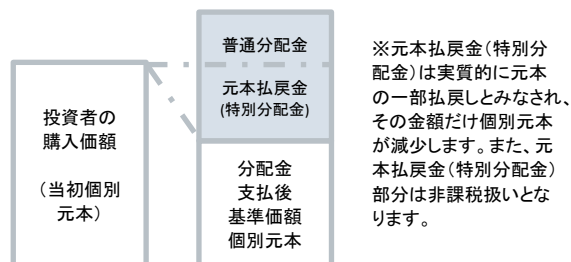 投資者の
購入価額
(当初個別
元本)
普通分配金
元本払戻金
(特別分配金)
分配金
支払後
基準価額
個別元本
※元本払戻金(特別分
配金)は実質的に元本
の一部払戻しとみなされ、
その金額だけ個別元本
が減少します。また、元
本払戻金(特別分配金)
部分は非課税扱いとな
ります。